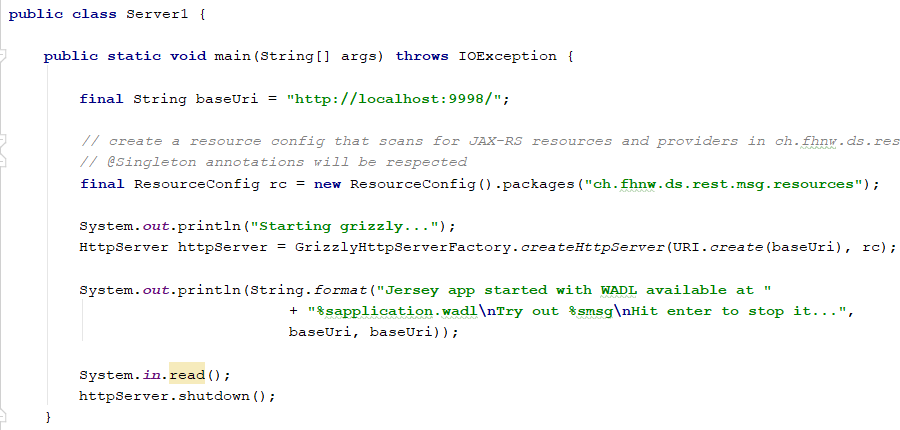 public class Server1 {
public static void main(String[] args) throws IOException {
final String baseUri = "http://localhost:9998/";
// create a resource config that scans for JAX-RS resources and providers in ch.fhnw.ds.res
// @Singleton annotations will be respected
final ResourceConfig rc = new ResourceConfig().packages("ch.fhnw.ds.rest.msg.resources");
System.out.println("Starting grizzly...");
HttpServer httpServer = GrizzlyHttpServerFactory.createHttpServer(URI.create(baseUri), rc);
System.out.println(String.format("Jersey app started with WADL available at "
+ "%sapplication.wadl\nTry out %smsg\nHit enter to stop it...",
baseUri, baseUri));
System.in.read();
httpServer.shutdown();
}